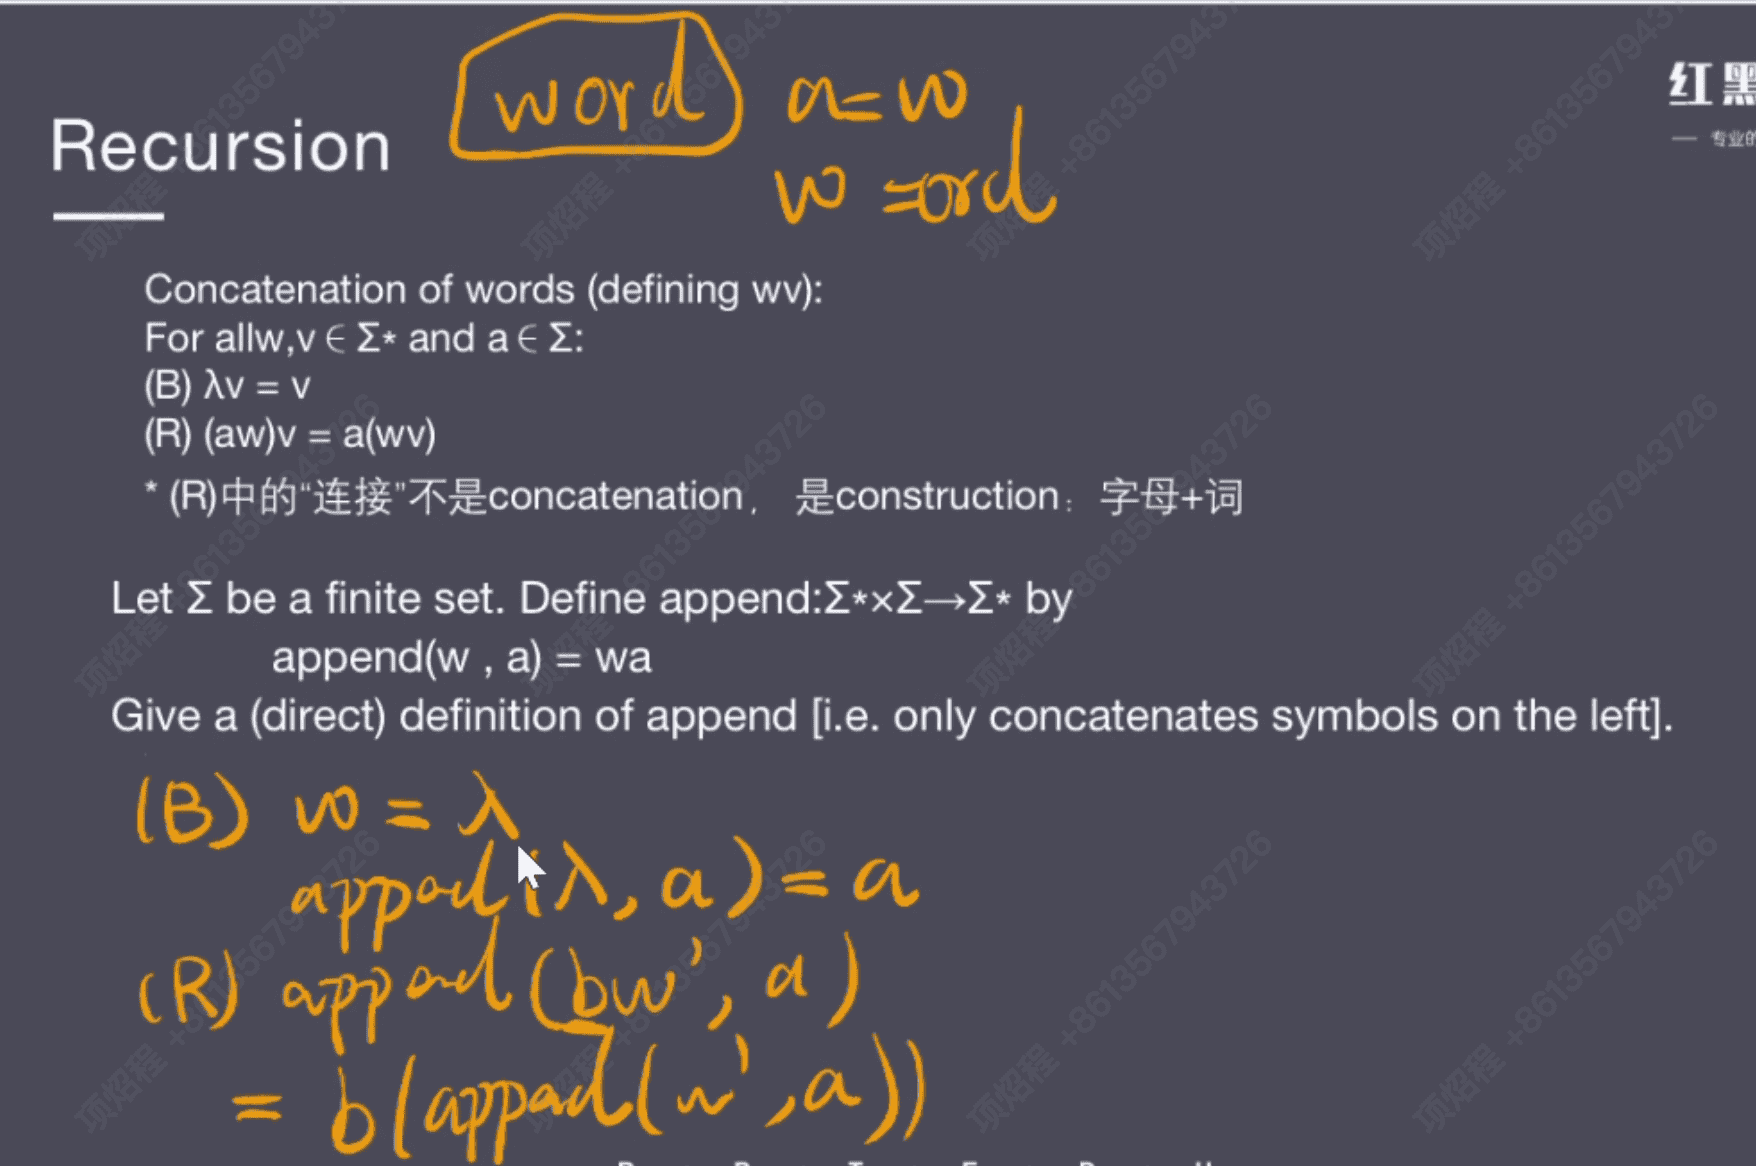 word a=w
w =ord
红黑
— 专业的
Recursion
Concatenation of words (defining wv):
For allw,v ∈ Σ* and a ∈ Σ:
(B) λv = v
(R) (aw)v = a(wv)
* (R)中的“连接”不是concatenation， 是construction：字母+词
Let Σ be a finite set. Define append:Σ*×Σ→Σ* by
append(w , a) = wa
Give a (direct) definition of append [i.e. only concatenates symbols on the left].
(B) w = λ
appad(λ, a) = a
(R) appad(bw', a)
= b(appad(w', a))
项焰程 +8613567943726